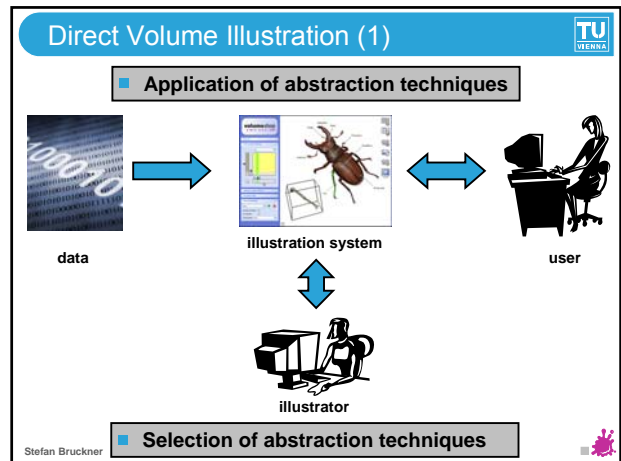 Direct Volume Illustration (1)
TU
VIENNA
Application of abstraction techniques
data
illustration system
user
illustrator
Selection of abstraction techniques
Stefan Bruckner